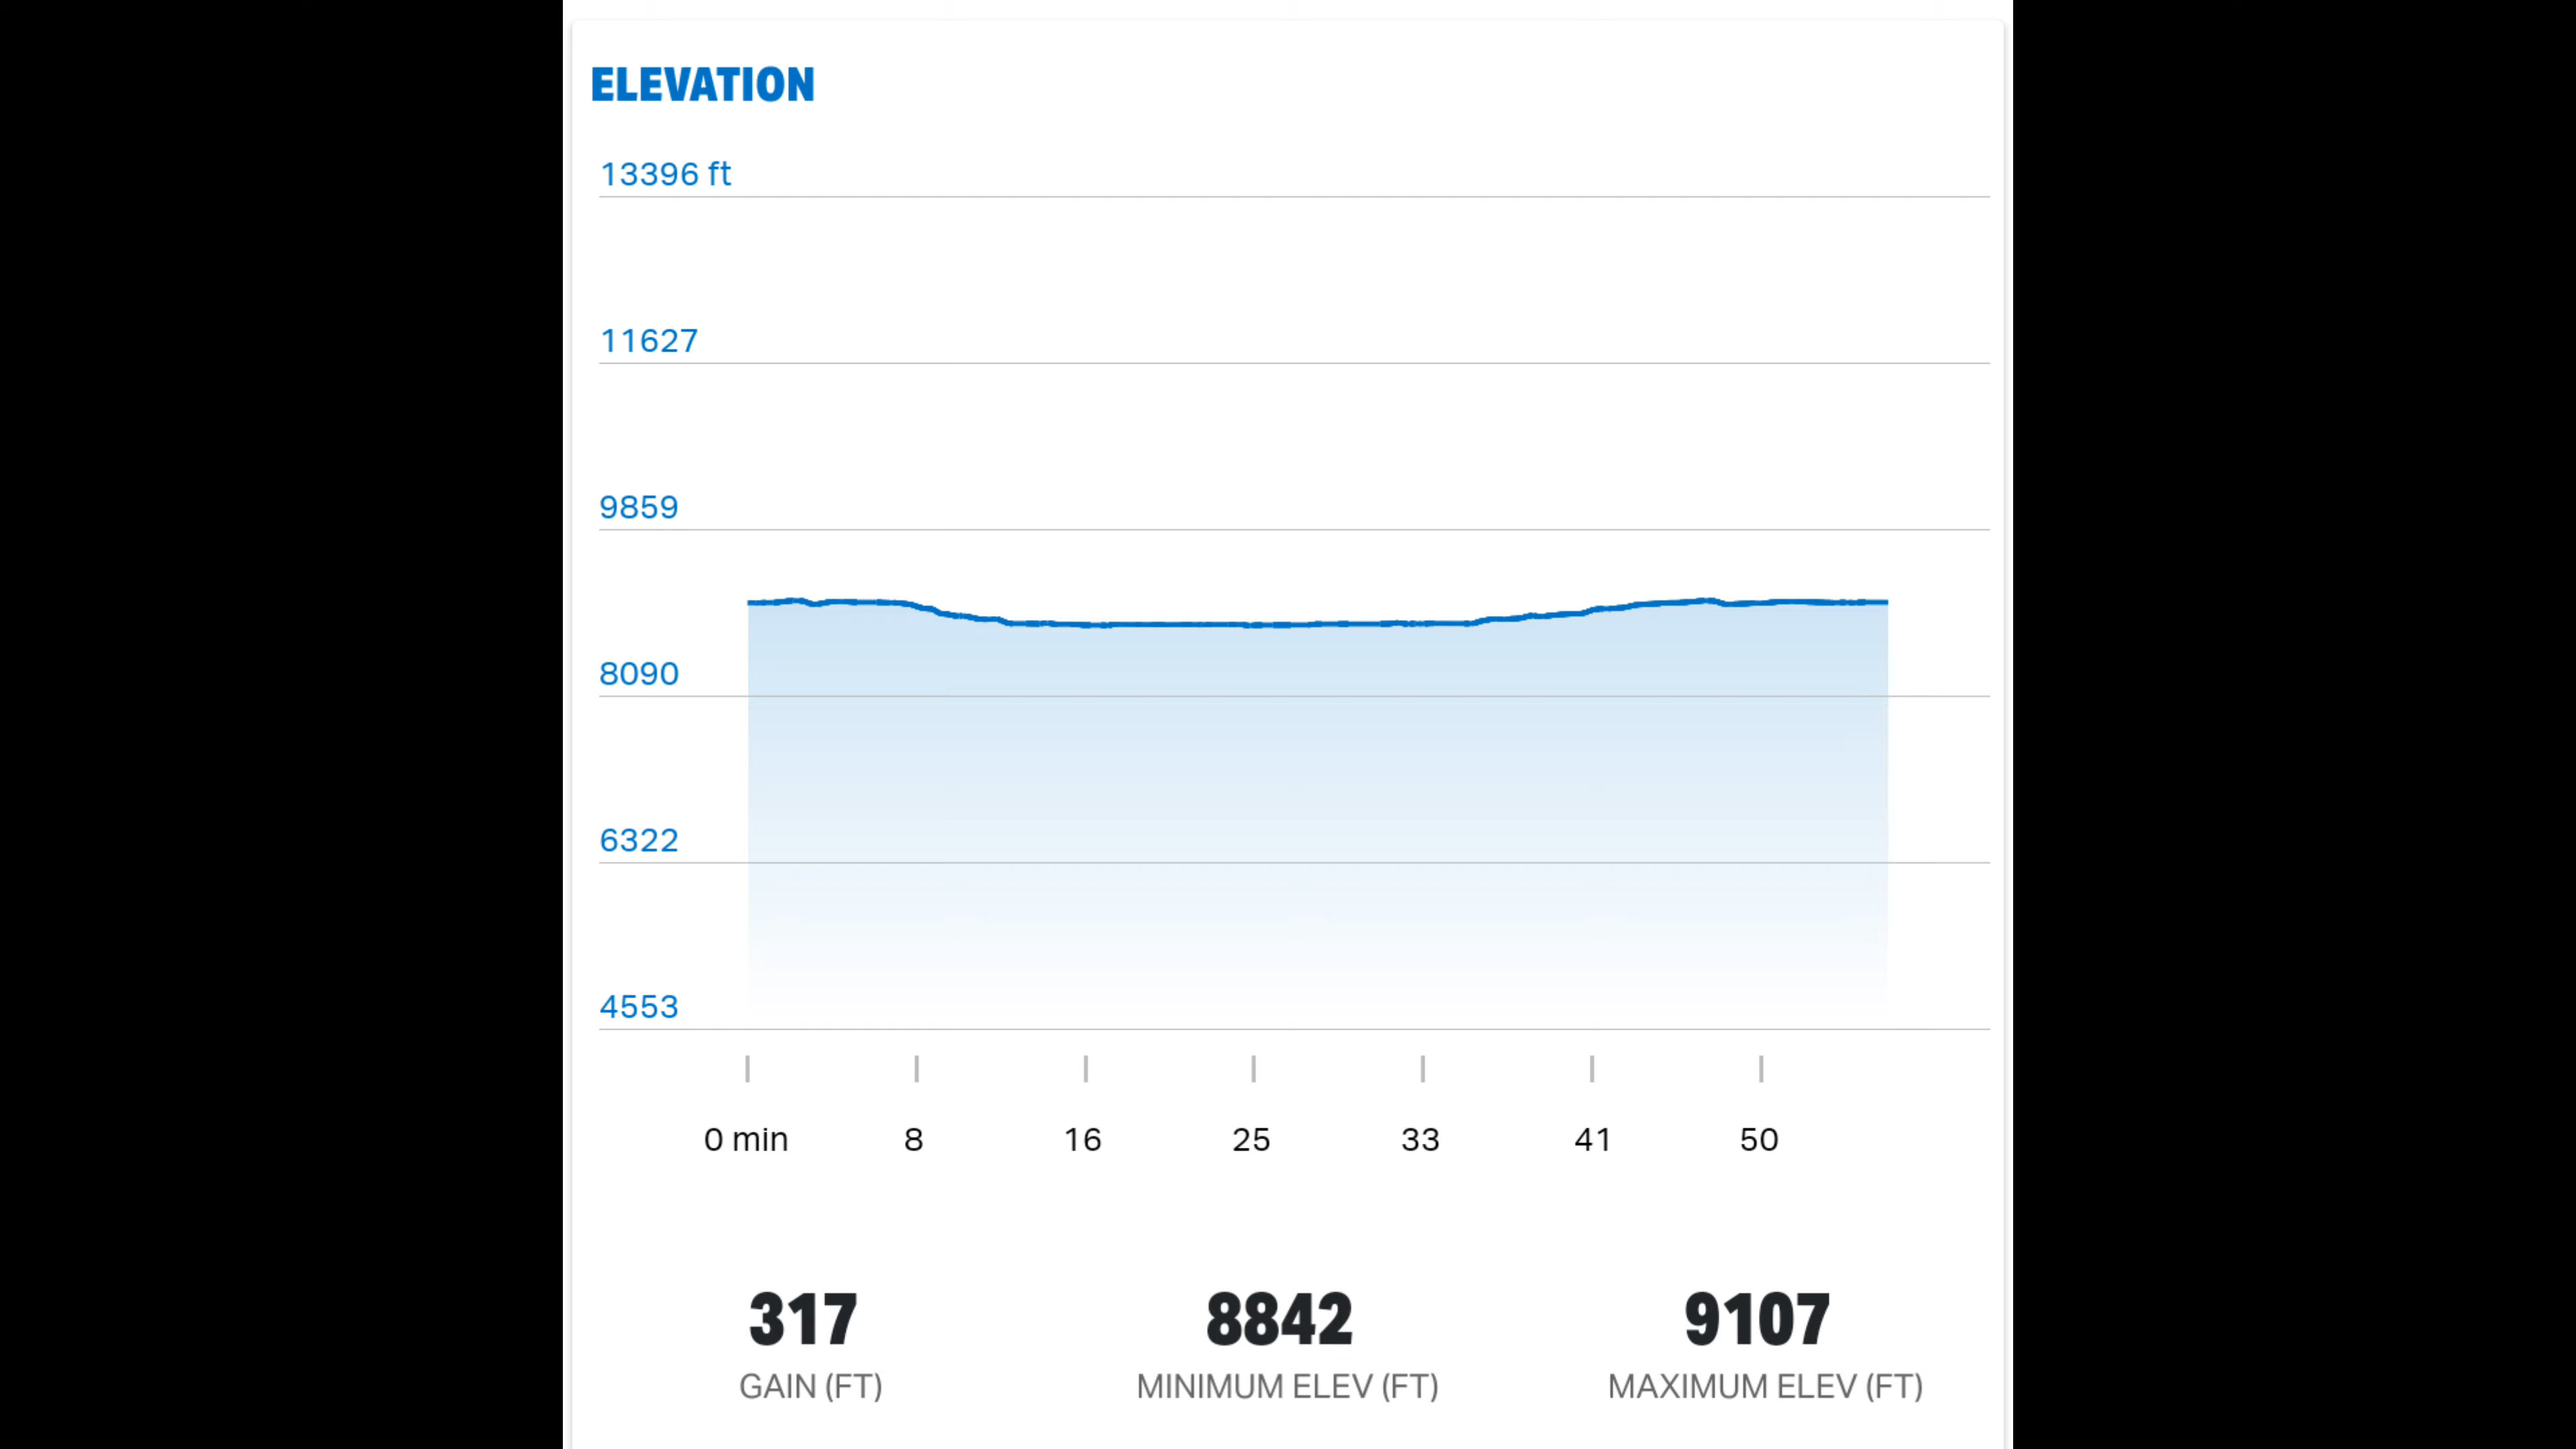 ELEVATION
13396 ft
11627
9859
8090
6322
4553
0 min 8 16 25 33 41 50
317 8842 9107
GAIN (FT) MINIMUM ELEV (FT) MAXIMUM ELEV (FT)